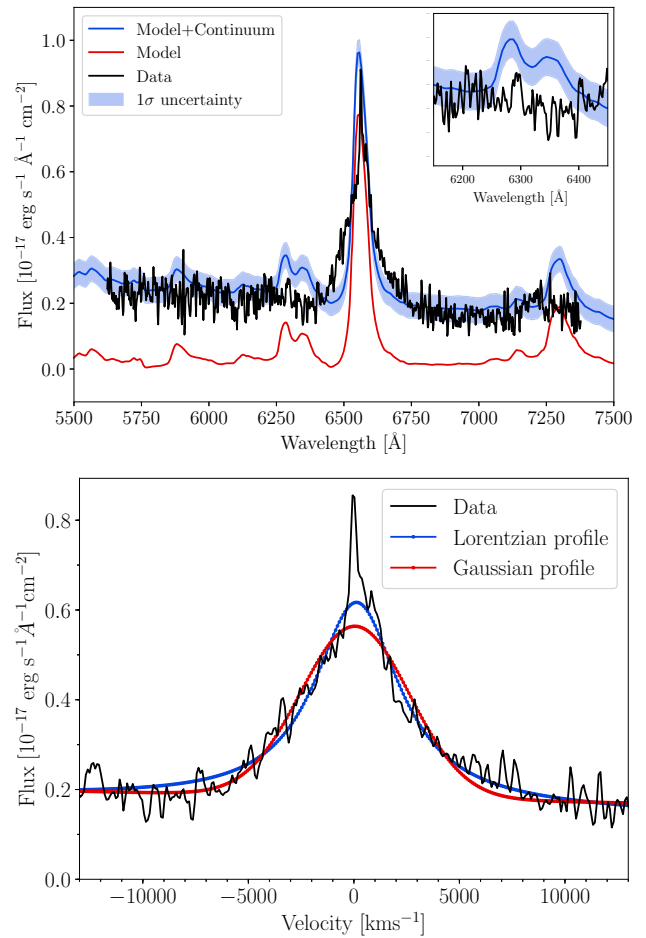 Model+Continuum
Model
Data
1σ uncertainty
1.0
0.8
0.6
0.4
0.2
0.0
Flux [10⁻¹⁷ erg s⁻¹ Å⁻¹ cm⁻²]
5500 5750 6000 6250 6500 6750 7000 7250 7500
Wavelength [Å]
6200 6300 6400
Wavelength [Å]
Data
Lorentzian profile
Gaussian profile
0.8
0.6
0.4
0.2
0.0
Flux [10⁻¹⁷ erg s⁻¹Å⁻¹cm⁻²]
−10000 −5000 0 5000 10000
Velocity [kms⁻¹]